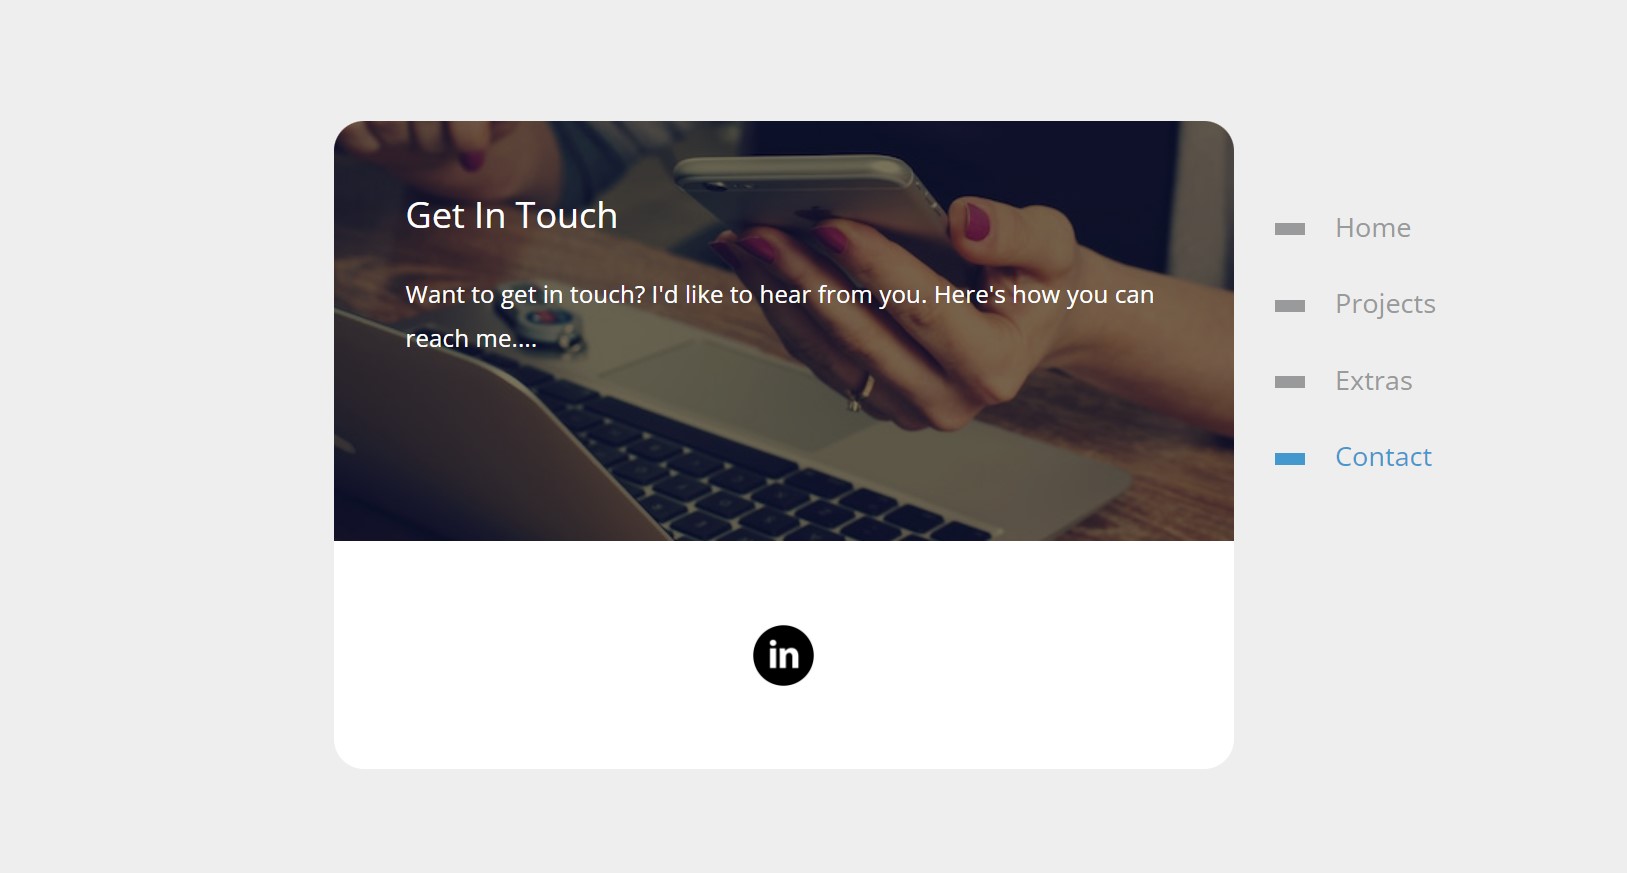 Get In Touch
Want to get in touch? I'd like to hear from you. Here's how you can
reach me....
in
Home
Projects
Extras
Contact